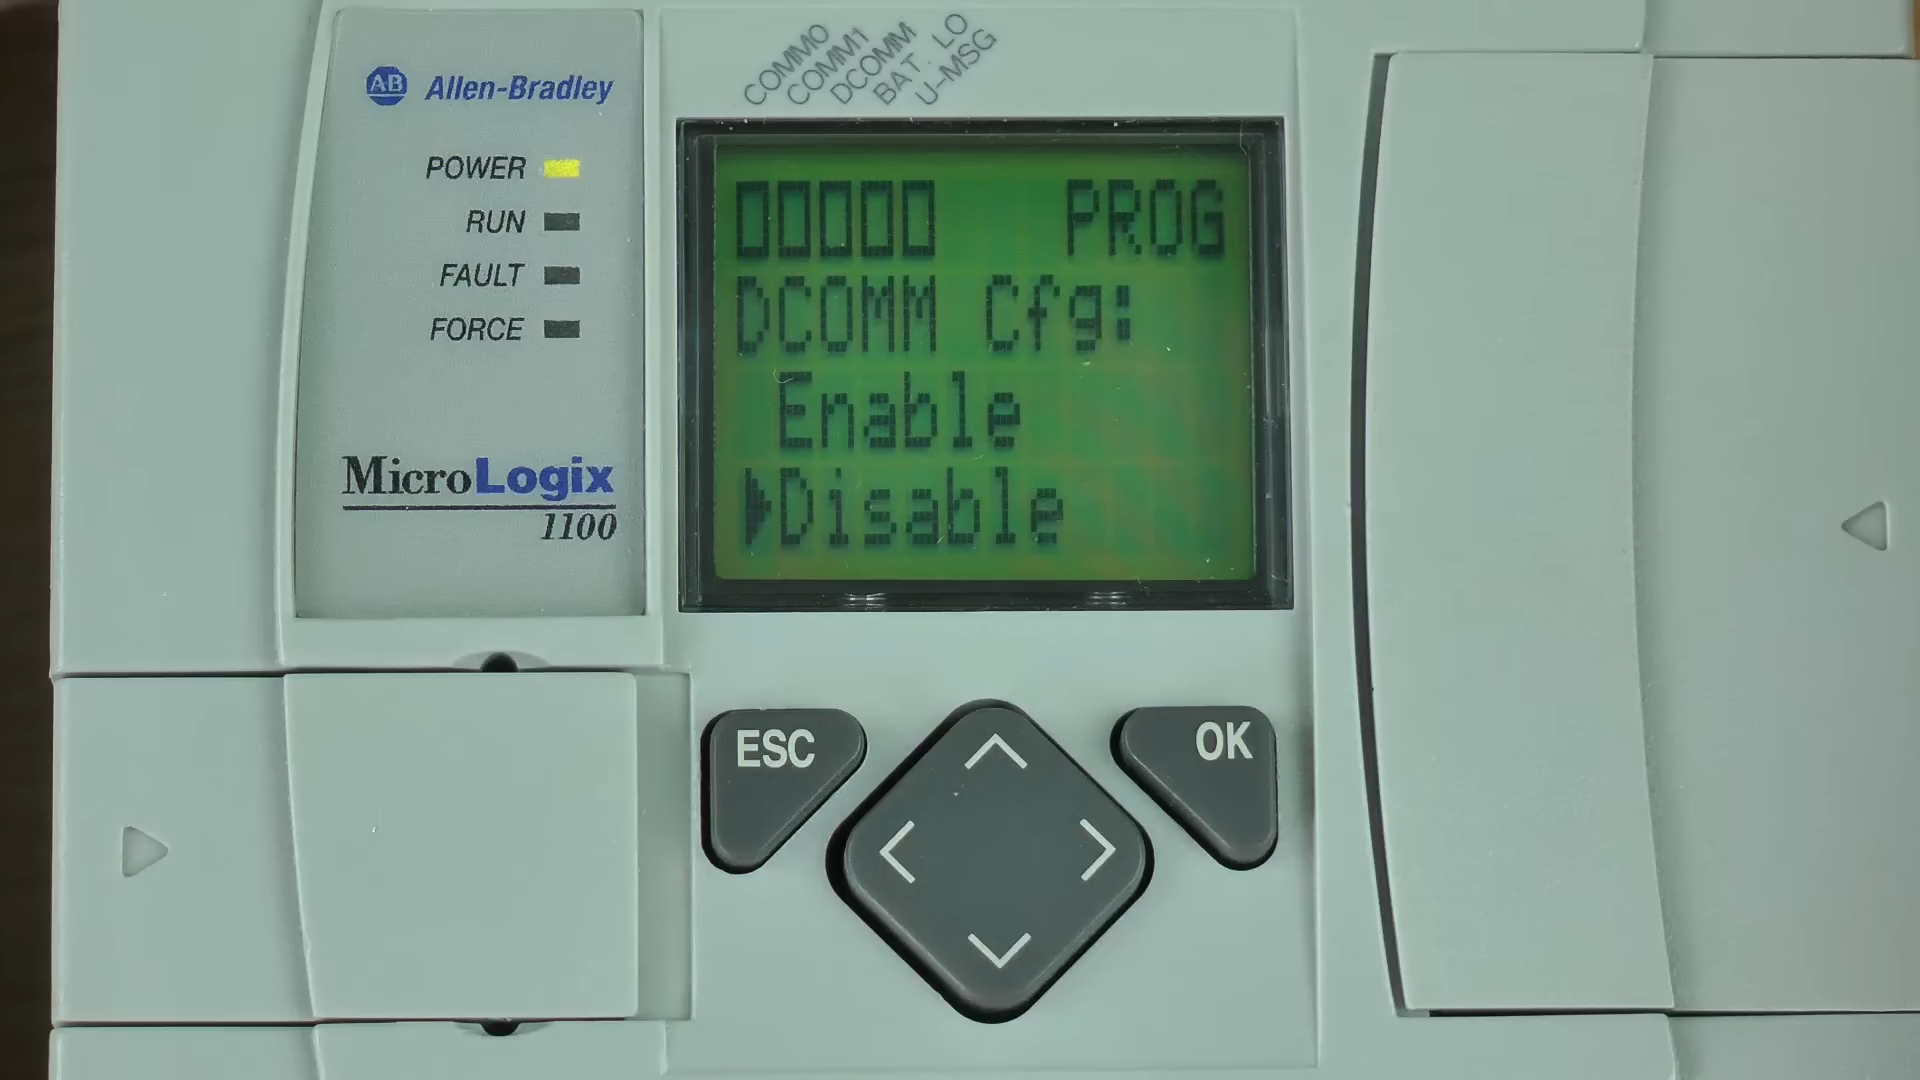 AB Allen-Bradley
POWER
RUN
FAULT
FORCE
MicroLogix
1100
COMM0
COMM1
DCOMM
BAT. LO
U-MSG
PROG
DCOMM Cfg:
Enable
Disable
ESC
OK